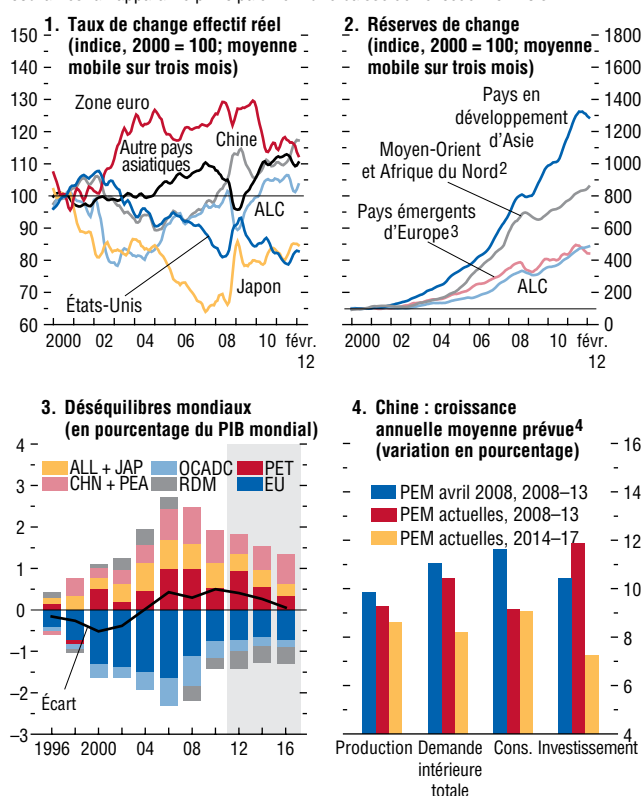 1. Taux de change effectif réel
(indice, 2000 = 100; moyenne
mobile sur trois mois)
150
140
130
120
110
100
90
80
70
60
Zone euro
Autre pays
asiatiques
Chine
ALC
Japon
États-Unis
2000 02 04 06 08 10 févr.
12
2. Réserves de change
(indice, 2000 = 100; moyenne
mobile sur trois mois)
1800
1600
1400
1200
1000
800
600
400
200
0
Pays en
développement
d'Asie
Moyen-Orient
et Afrique du Nord2
Pays émergents
d'Europe3
ALC
2000 02 04 06 08 10 févr.
12
3. Déséquilibres mondiaux
(en pourcentage du PIB mondial)
4
3
2
1
0
–1
–2
–3
ALL + JAP OCADC PET
CHN + PEA RDM EU
Écart
1996 2000 04 08 12 16
4. Chine : croissance
annuelle moyenne prévue4
(variation en pourcentage)
16
14
12
10
8
6
4
PEM avril 2008, 2008–13
PEM actuelles, 2008–13
PEM actuelles, 2014–17
Production Demande Cons. Investissement
intérieure
totale